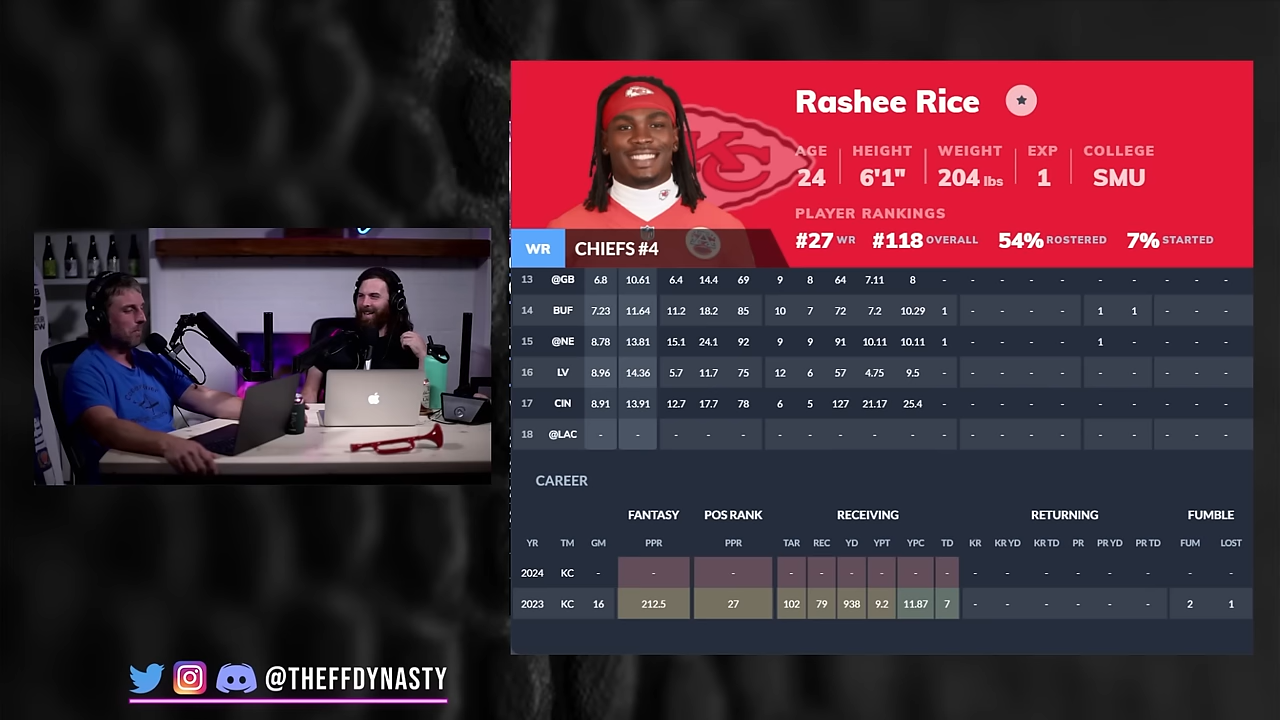 Rashee Rice
AGE HEIGHT WEIGHT EXP COLLEGE
24 6'1" 204 lbs 1 SMU
PLAYER RANKINGS
#27 WR #118 OVERALL 54% ROSTERED 7% STARTED
WR CHIEFS #4
KC
13 @GB 6.8 10.61 6.4 14.4 69 9 8 64 7.11 8 - - - - - - - - - -
14 BUF 7.23 11.64 11.2 18.2 85 10 7 72 7.2 10.29 1 - - - - 1 1 - - -
15 @NE 8.78 13.81 15.1 24.1 92 9 9 91 10.11 10.11 1 - - - - 1 - - - -
16 LV 8.96 14.36 5.7 11.7 75 12 6 57 4.75 9.5 - - - - - - - - - -
17 CIN 8.91 13.91 12.7 17.7 78 6 5 127 21.17 25.4 - - - - - - - - - -
18 @LAC - - - - - - - - - - - - - - - - - - - -
CAREER
FANTASY POS RANK RECEIVING RETURNING FUMBLE
YR TM GM PPR PPR TAR REC YD YPT YPC TD KR KR YD KR TD PR PR YD PR TD FUM LOST
2024 KC - - - - - - - - - - - - - - - - -
2023 KC 16 212.5 27 102 79 938 9.2 11.87 7 - - - - - - 2 1
@THEFFDYNASTY